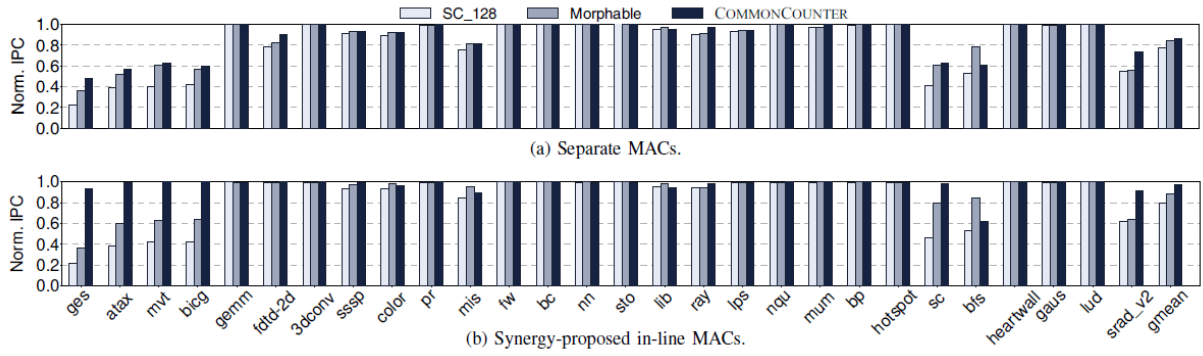 SC_128 Morphable COMMONCOUNTER
Norm. IPC
1.0
0.8
0.6
0.4
0.2
0.0
(a) Separate MACs.
Norm. IPC
1.0
0.8
0.6
0.4
0.2
0.0
ges atax mvt bicg gemm fdtd-2d 3dconv sssp color pr mis fw bc nn sto lib ray lps nqu mum bp hotspot sc bfs heartwall gaus lud srad_v2 gmean
(b) Synergy-proposed in-line MACs.